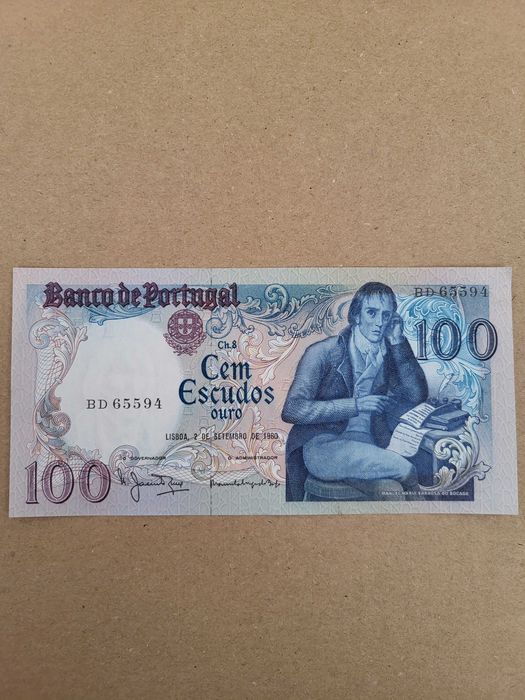 Banco de Portugal
BD 65594
100
Ch. 8
Cem
Escudos
ouro
BD 65594
LISBOA, 2 DE SETEMBRO DE 1980
O GOVERNADOR
O ADMINISTRADOR
100
MANUEL MARIA BARBOSA DU BOCAGE